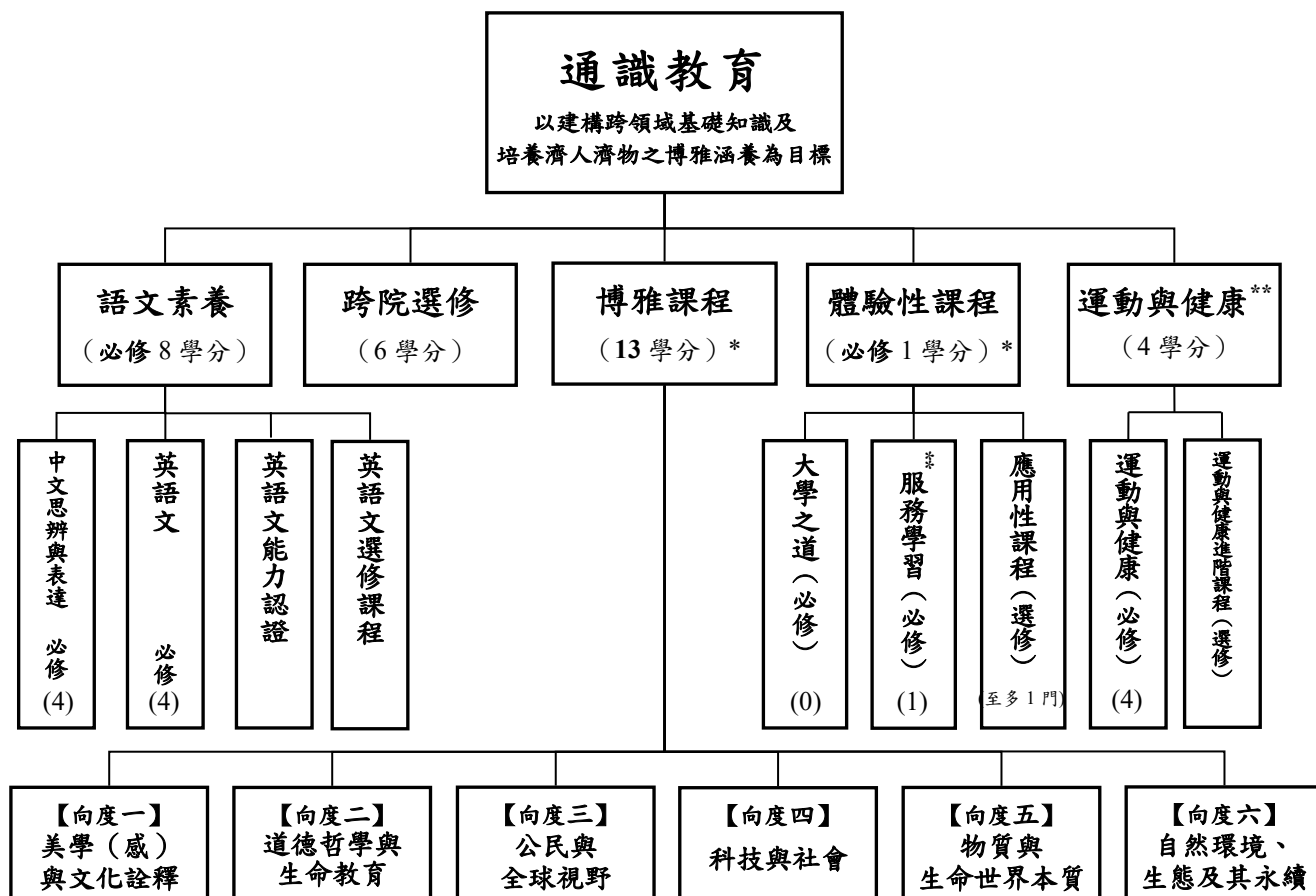 通識教育
以建構跨領域基礎知識及
培養濟人濟物之博雅涵養為目標
語文素養
（必修 8 學分）
跨院選修
（6 學分）
博雅課程
（13 學分）*
體驗性課程
（必修 1 學分）*
運動與健康**
（4 學分）
中文思辨與表達 必修
(4)
英語文 必修
(4)
英語文能力認證
英語文選修課程
大學之道（必修）
(0)
**服務學習（必修）
(1)
應用性課程（選修）
(至多 1 門)
運動與健康（必修）
(4)
運動與健康進階課程（選修）
【向度一】
美學（感）
與文化詮釋
【向度二】
道德哲學與
生命教育
【向度三】
公民與
全球視野
【向度四】
科技與社會
【向度五】
物質與
生命世界本質
【向度六】
自然環境、
生態及其永續